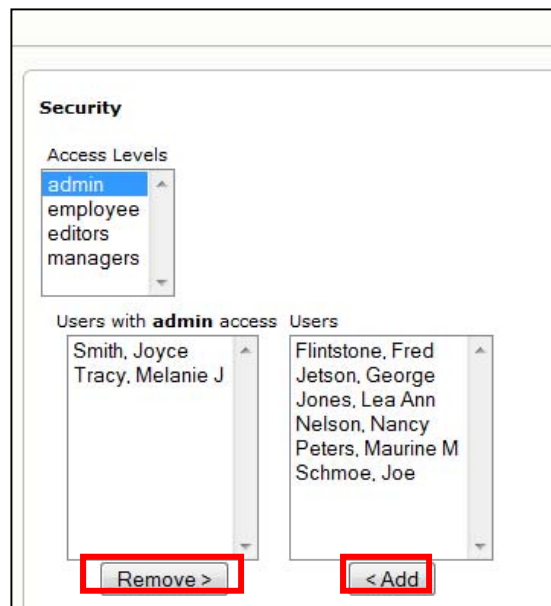 Security
Access Levels
admin
employee
editors
managers
Users with admin access
Smith, Joyce
Tracy, Melanie J
Users
Flintstone, Fred
Jetson, George
Jones, Lea Ann
Nelson, Nancy
Peters, Maurine M
Schmoe, Joe
Remove >
< Add